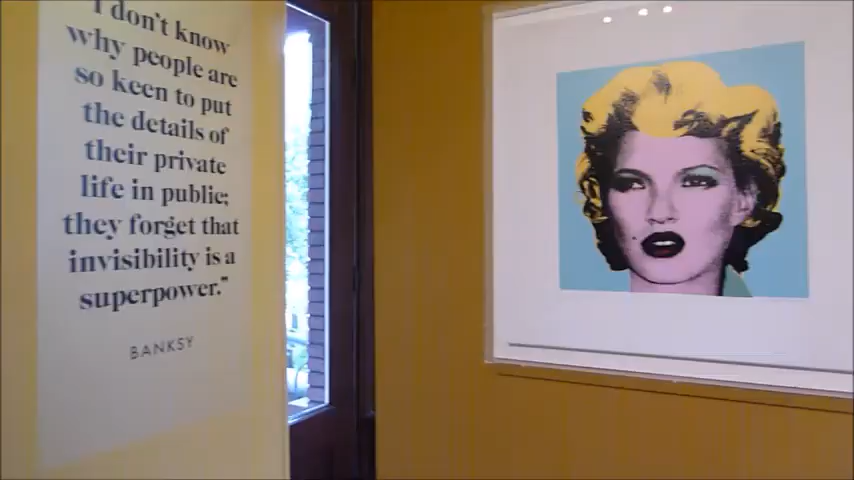 I don't know
why people are
so keen to put
the details of
their private
life in public;
they forget that
invisibility is a
superpower."
BANKSY